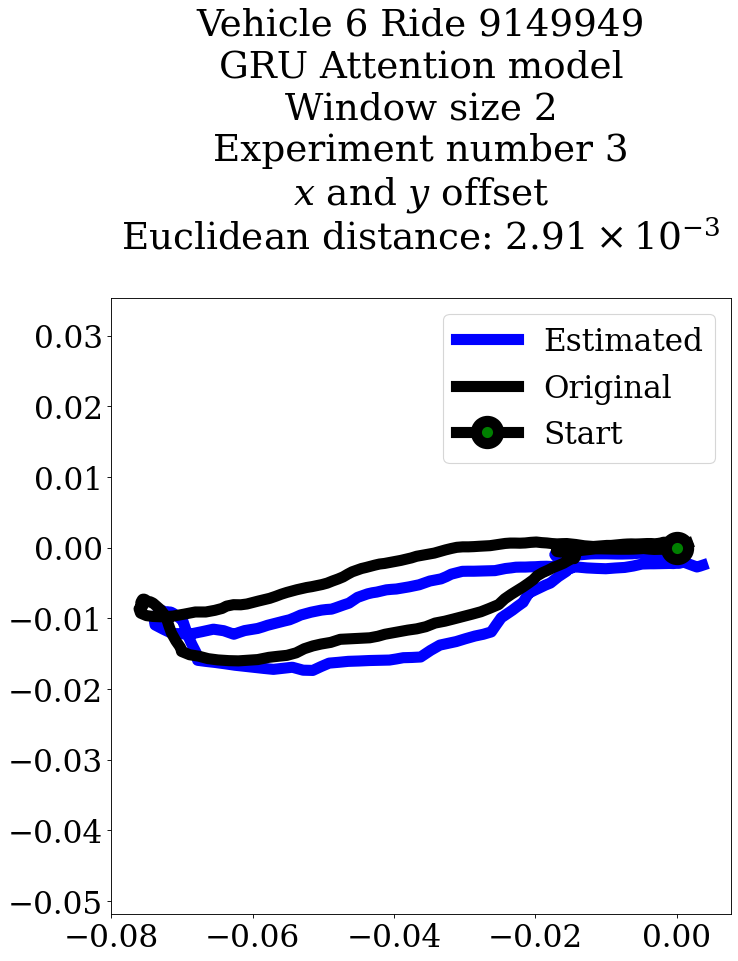 Vehicle 6 Ride 9149949
GRU Attention model
Window size 2
Experiment number 3
x and y offset
Euclidean distance: 2.91 × 10⁻³
Estimated
Original
Start
0.03
0.02
0.01
0.00
−0.01
−0.02
−0.03
−0.04
−0.05
−0.08 −0.06 −0.04 −0.02 0.00